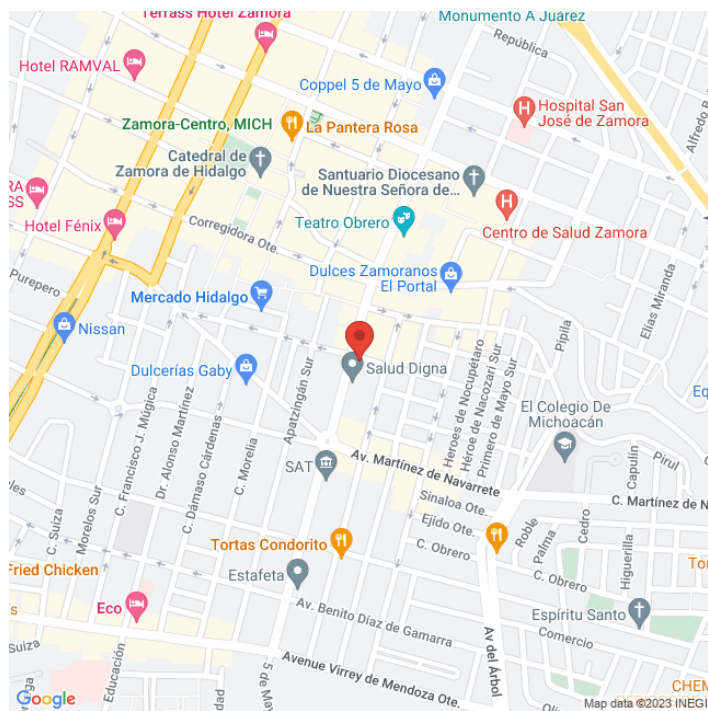 Terrass Hotel Zamora
Monumento A Juárez
República
Hotel RAMVAL
Coppel 5 de Mayo
Hospital San
José de Zamora
Zamora-Centro, MICH
La Pantera Rosa
Catedral de
Zamora de Hidalgo
Santuario Diocesano
de Nuestra Señora de...
Hotel Fénix
Corregidora Ote.
Teatro Obrero
Centro de Salud Zamora
Purepero
Dulces Zamoranos
El Portal
Elías Miranda
Mercado Hidalgo
Nissan
Pipila
Dulcerías Gaby
Salud Digna
Apatzingán Sur
Heroes de Nocupétaro
Héroe de Nacozari Sur
Primero de Mayo Sur
El Colegio De
Michoacán
C. Francisco J. Múgica
Dr. Alonso Martínez
C. Dámaso Cárdenas
C. Morelia
SAT
Av. Martínez de Navarrete
Pirul
Capulín
C. Suiza
Morelos Sur
Sinaloa Ote.
C. Martínez de N
Ejido Ote.
Roble
Palma
Cedro
Higuerilla
Tortas Condorito
C. Obrero
C. Obrero
Fried Chicken
Estafeta
Eco
Av. Benito Diaz de Gamarra
Espíritu Santo
Comercio
Suiza
Educación
5 de May
Avenue Virrey de Mendoza Ote.
Av del Árbol
Google
Map data ©2023 INEGI